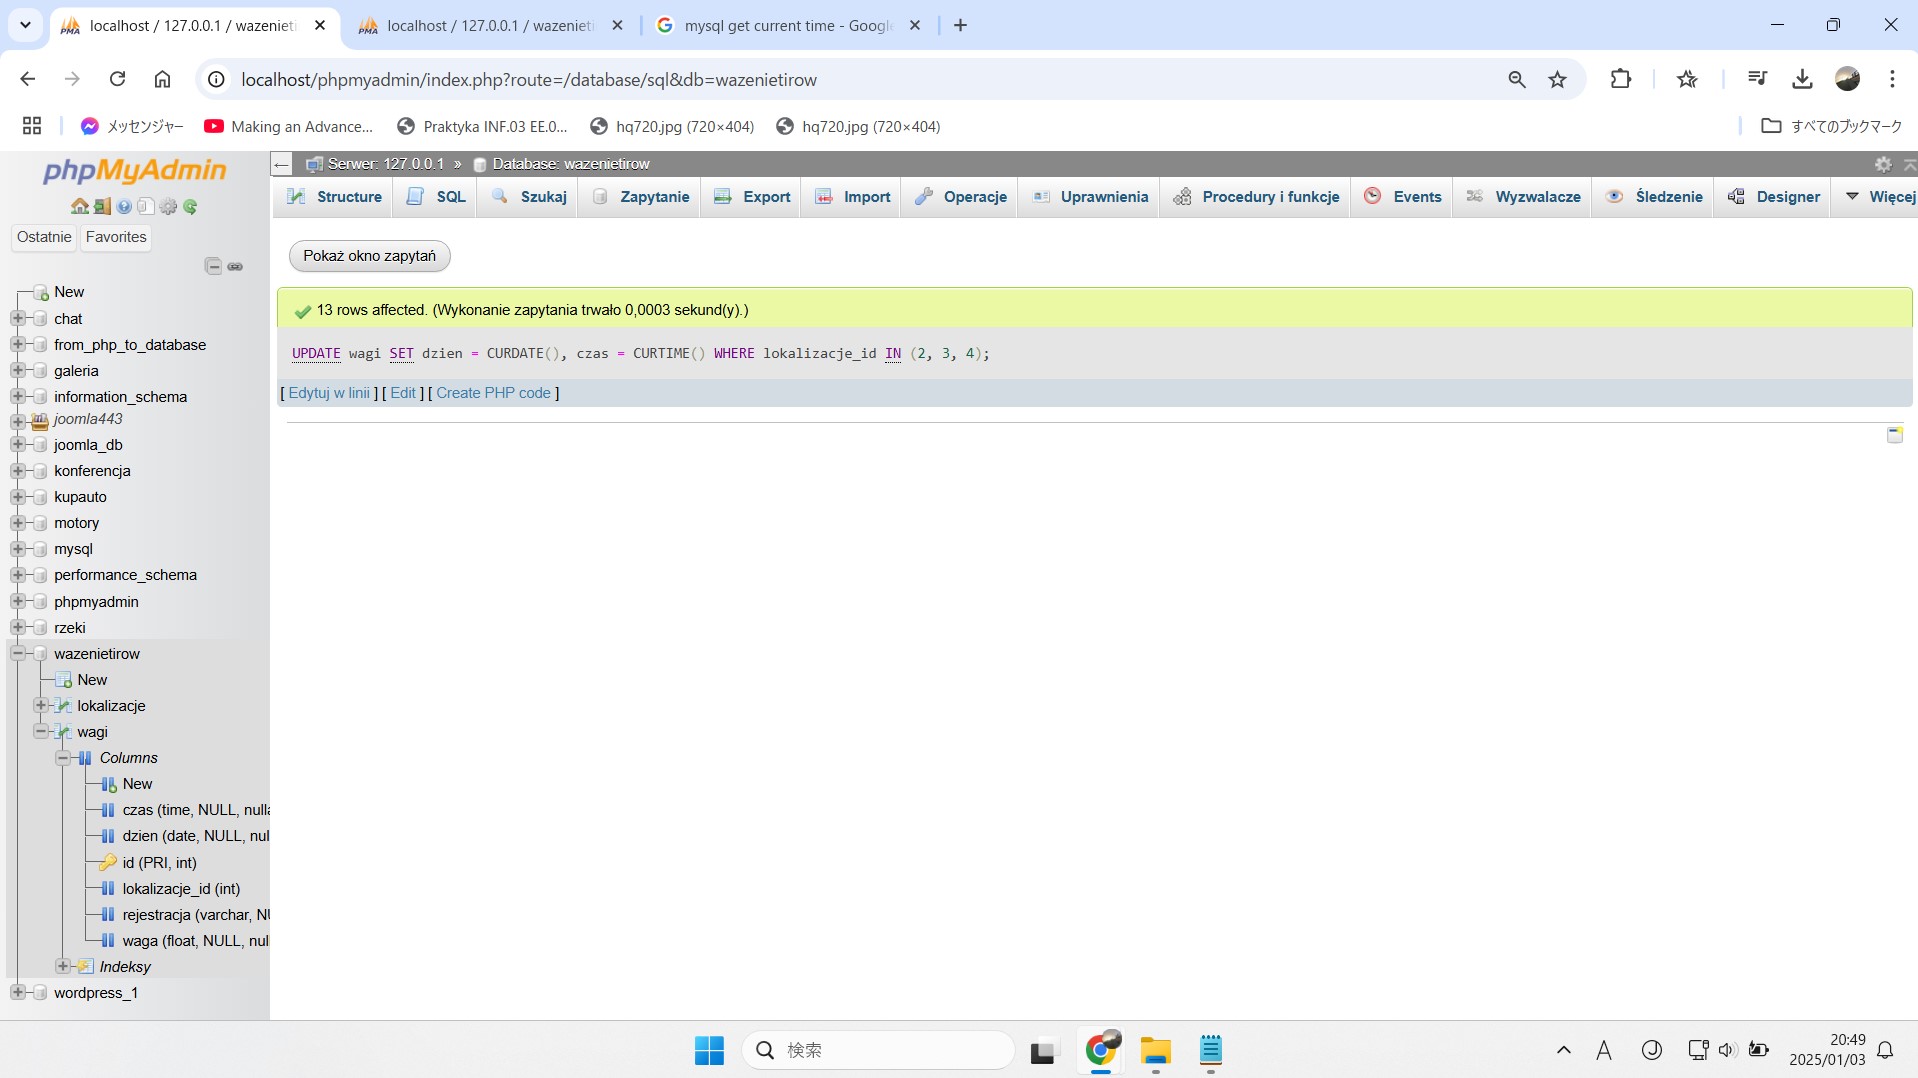 localhost / 127.0.0.1 / wazenieti
localhost / 127.0.0.1 / wazenieti
mysql get current time - Google
localhost/phpmyadmin/index.php?route=/database/sql&db=wazenietirow
メッセンジャー
Making an Advance...
Praktyka INF.03 EE.0...
hq720.jpg (720×404)
hq720.jpg (720×404)
すべてのブックマーク
phpMyAdmin
Ostatnie
Favorites
New
chat
from_php_to_database
galeria
information_schema
joomla443
joomla_db
konferencja
kupauto
motory
mysql
performance_schema
phpmyadmin
rzeki
wazenietirow
New
lokalizacje
wagi
Columns
New
czas (time, NULL, nulla
dzien (date, NULL, nul
id (PRI, int)
lokalizacje_id (int)
rejestracja (varchar, NU
waga (float, NULL, nul
Indeksy
wordpress_1
Serwer: 127.0.0.1 » Database: wazenietirow
Structure
SQL
Szukaj
Zapytanie
Export
Import
Operacje
Uprawnienia
Procedury i funkcje
Events
Wyzwalacze
Śledzenie
Designer
Więcej
Pokaż okno zapytań
13 rows affected. (Wykonanie zapytania trwało 0,0003 sekund(y).)
UPDATE wagi SET dzien = CURDATE(), czas = CURTIME() WHERE lokalizacje_id IN (2, 3, 4);
[ Edytuj w linii ] [ Edit ] [ Create PHP code ]
検索
A
20:49
2025/01/03